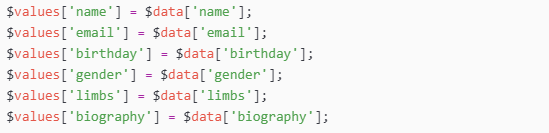 $values['name'] = $data['name'];
$values['email'] = $data['email'];
$values['birthday'] = $data['birthday'];
$values['gender'] = $data['gender'];
$values['limbs'] = $data['limbs'];
$values['biography'] = $data['biography'];